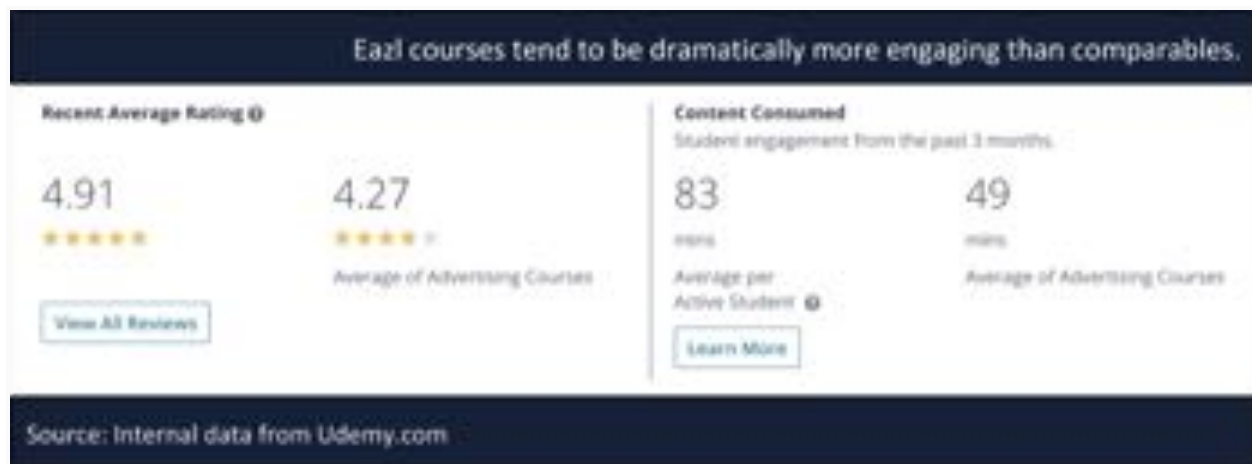 Eazl courses tend to be dramatically more engaging than comparables.
Recent Average Rating
4.91
4.27
Average of Advertising Courses
View All Reviews
Content Consumed
Student engagement from the past 3 months.
83
mins
Average per
Active Student
49
mins
Average of Advertising Courses
Learn More
Source: Internal data from Udemy.com